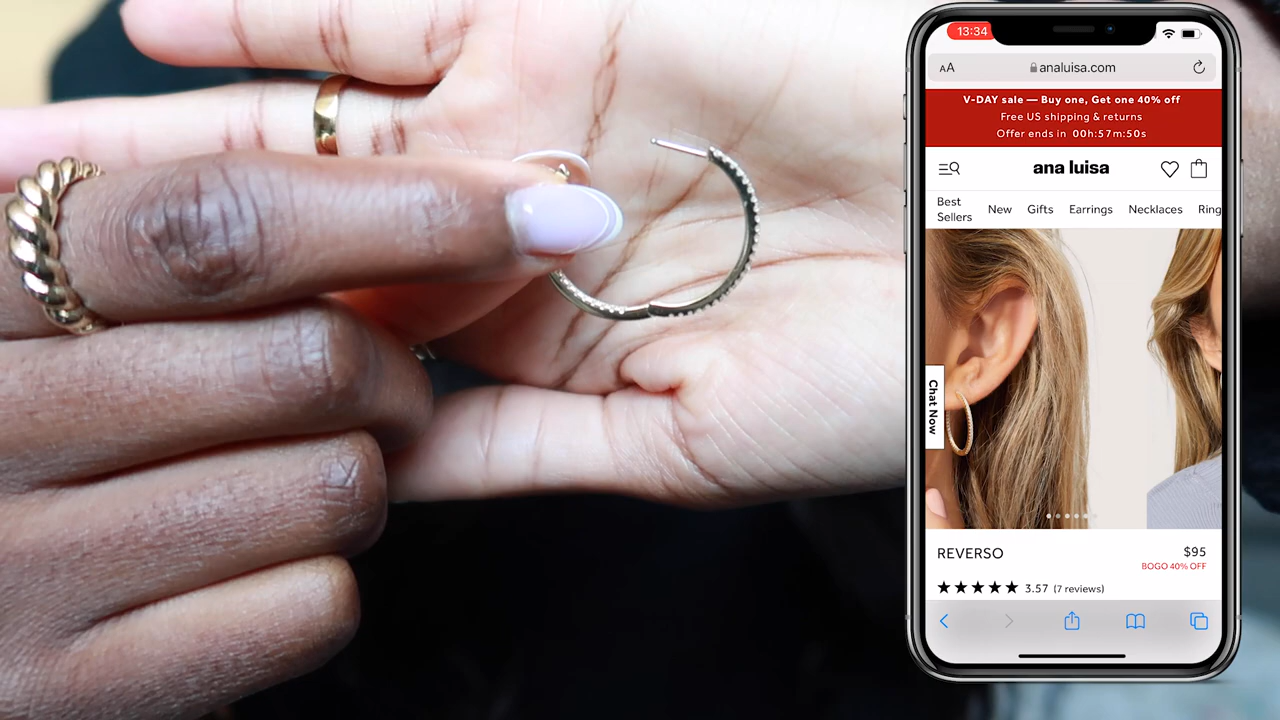 13:34
AA
analuisa.com
V-DAY sale — Buy one, Get one 40% off
Free US shipping & returns
Offer ends in 00h:57m:50s
ana luisa
Best Sellers New Gifts Earrings Necklaces Ring
Chat Now
REVERSO $95
BOGO 40% OFF
3.57 (7 reviews)